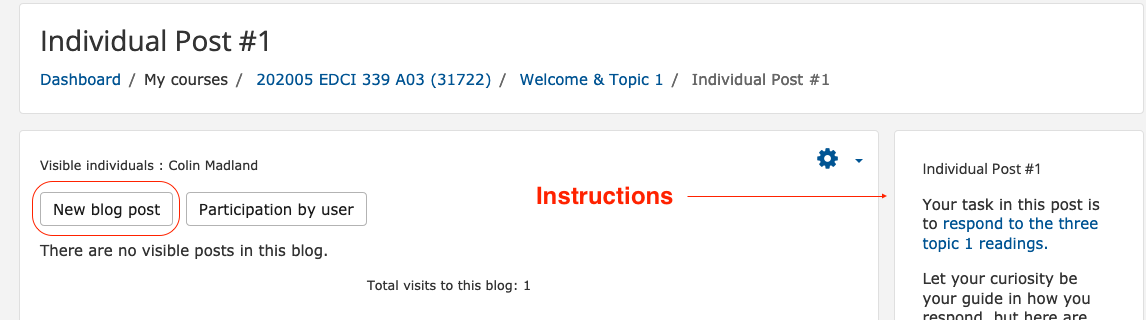 Individual Post #1
Dashboard / My courses / 202005 EDCI 339 A03 (31722) / Welcome & Topic 1 / Individual Post #1
Visible individuals : Colin Madland
New blog post Participation by user
There are no visible posts in this blog.
Total visits to this blog: 1
Instructions
Individual Post #1
Your task in this post is
to respond to the three
topic 1 readings.
Let your curiosity be
your guide in how you
respond, but here are